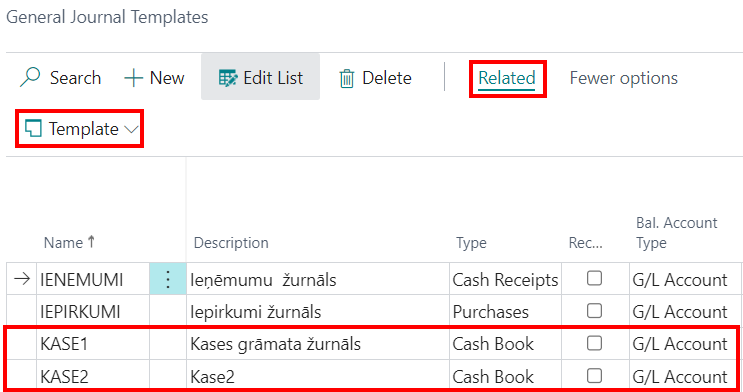 General Journal Templates
Search New Edit List Delete Related Fewer options
Template
Name ↑ Description Type Rec... Bal. Account Type
IENEMUMI Ieņēmumu žurnāls Cash Receipts G/L Account
IEPIRKUMI Iepirkumi žurnāls Purchases G/L Account
KASE1 Kases grāmata žurnāls Cash Book G/L Account
KASE2 Kase2 Cash Book G/L Account